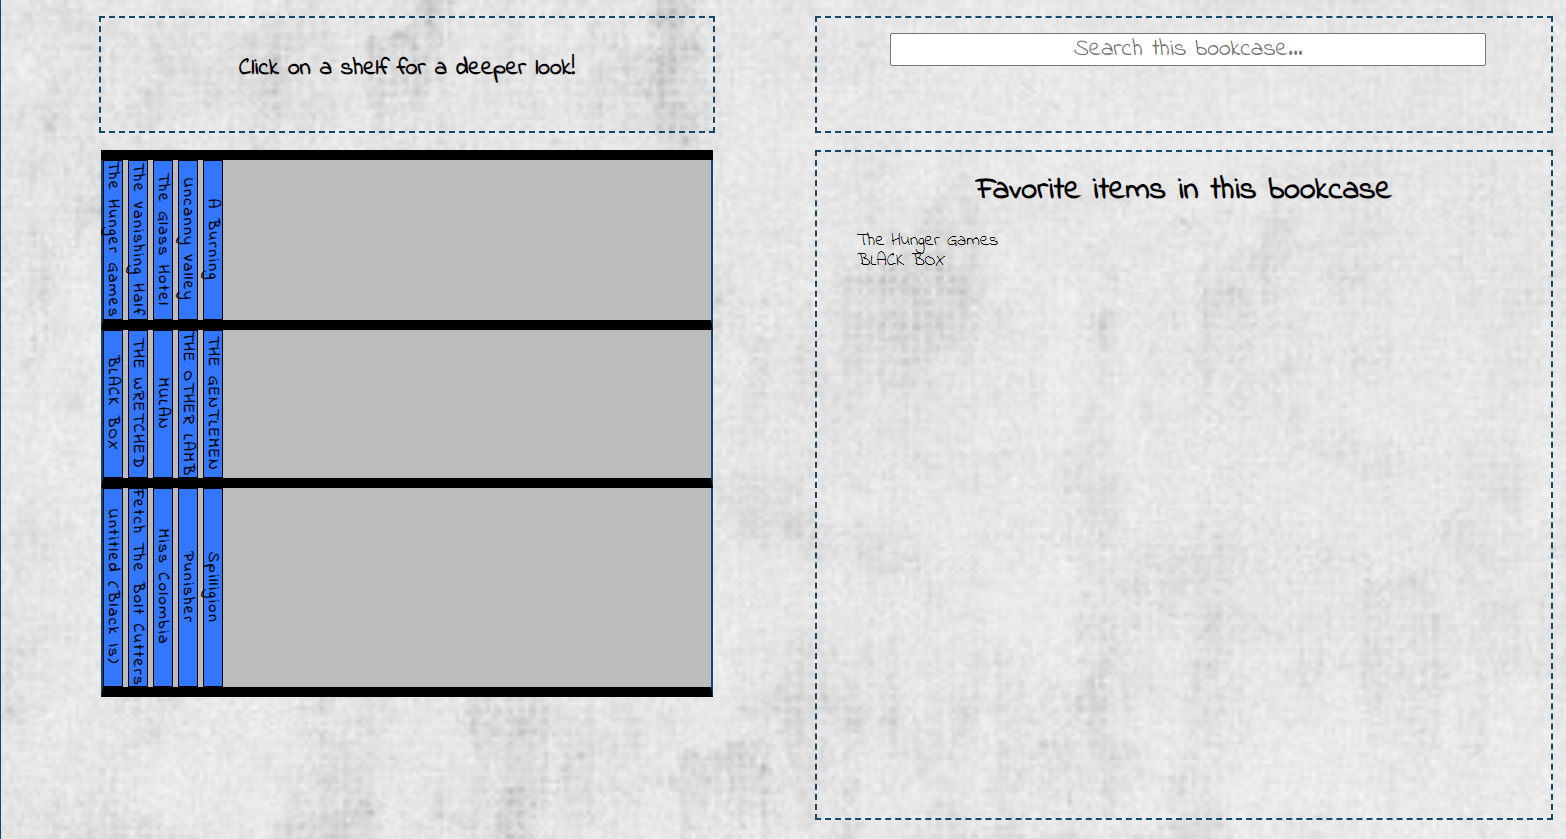 Click on a shelf for a deeper look!
Search this bookcase...
The Hunger Games
The Vanishing Half
The Glass Hotel
Uncanny Valley
A Burning
BLACK BOX
THE WRETCHED
MULAN
THE OTHER LAMB
THE GENTLEMEN
Untitled (Black Is)
Fetch The Bolt Cutters
Miss Colombia
Punisher
Spilligion
Favorite items in this bookcase
The Hunger Games
BLACK BOX